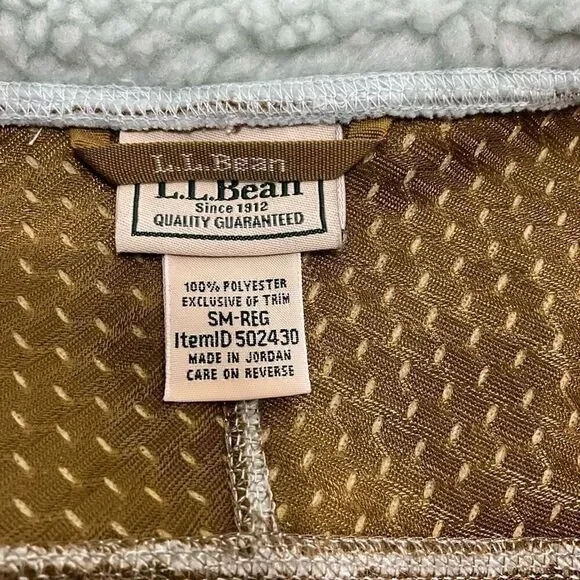 L.L.Bean
L.L.Bean
Since 1912
QUALITY GUARANTEED
100% POLYESTER
EXCLUSIVE OF TRIM
SM-REG
ItemID 502430
MADE IN JORDAN
CARE ON REVERSE